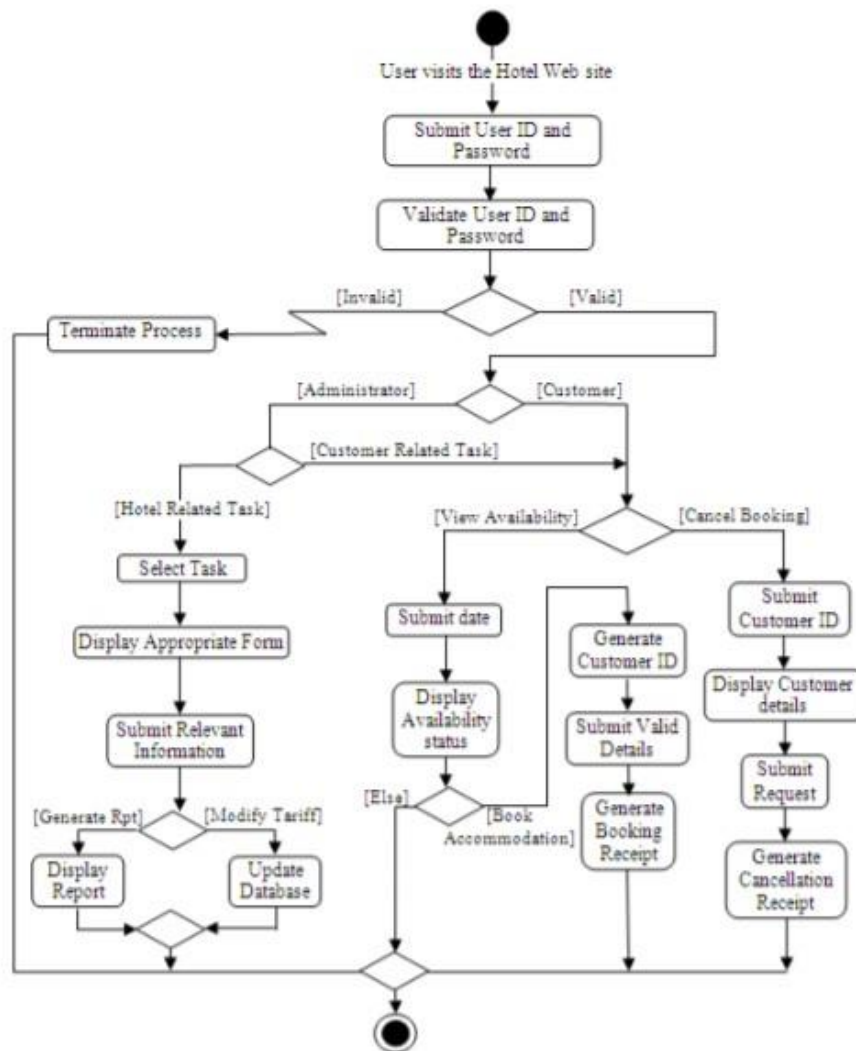 User visits the Hotel Web site
Submit User ID and
Password
Validate User ID and
Password
[Invalid]
[Valid]
Terminate Process
[Administrator]
[Customer]
[Customer Related Task]
[Hotel Related Task]
[View Availability]
[Cancel Booking]
Select Task
Submit date
Submit
Customer ID
Generate
Customer ID
Display Appropriate Form
Display
Availability
status
Display Customer
details
Submit Relevant
Information
Submit Valid
Details
Submit
Request
[Else]
[Book
Accommodation]
[Generate Rpt]
[Modify Tariff]
Generate
Booking
Receipt
Display
Report
Update
Database
Generate
Cancellation
Receipt